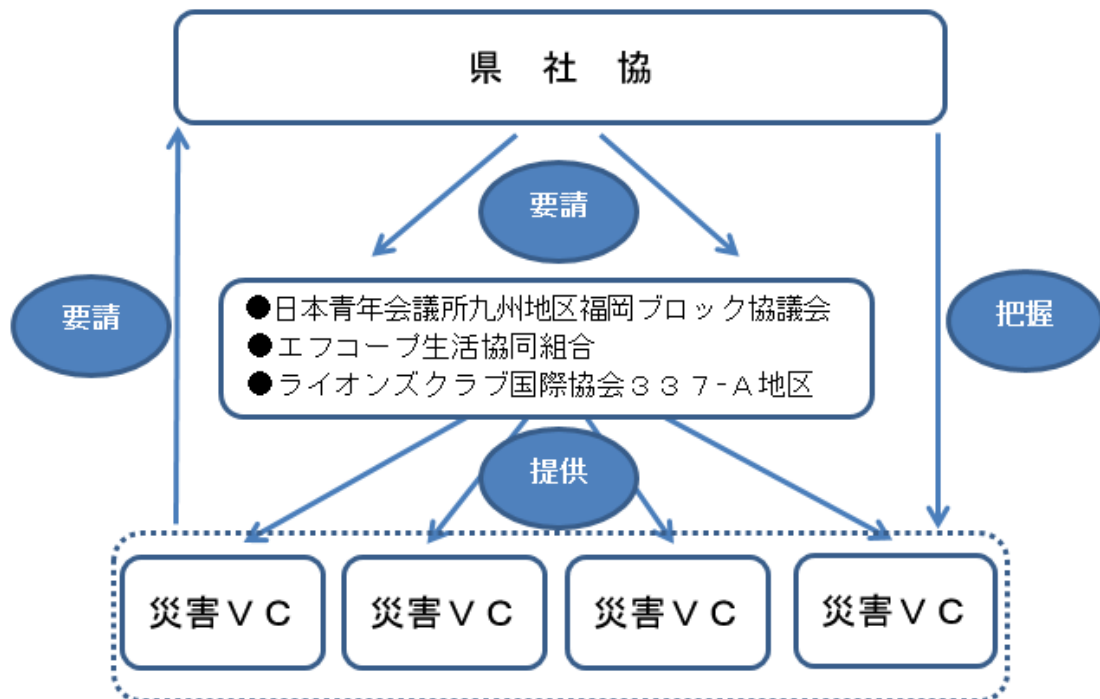 県 社 協
要請
要請
●日本青年会議所九州地区福岡ブロック協議会
●エフコープ生活協同組合
●ライオンズクラブ国際協会３３７-Ａ地区
把握
提供
災害ＶＣ
災害ＶＣ
災害ＶＣ
災害ＶＣ